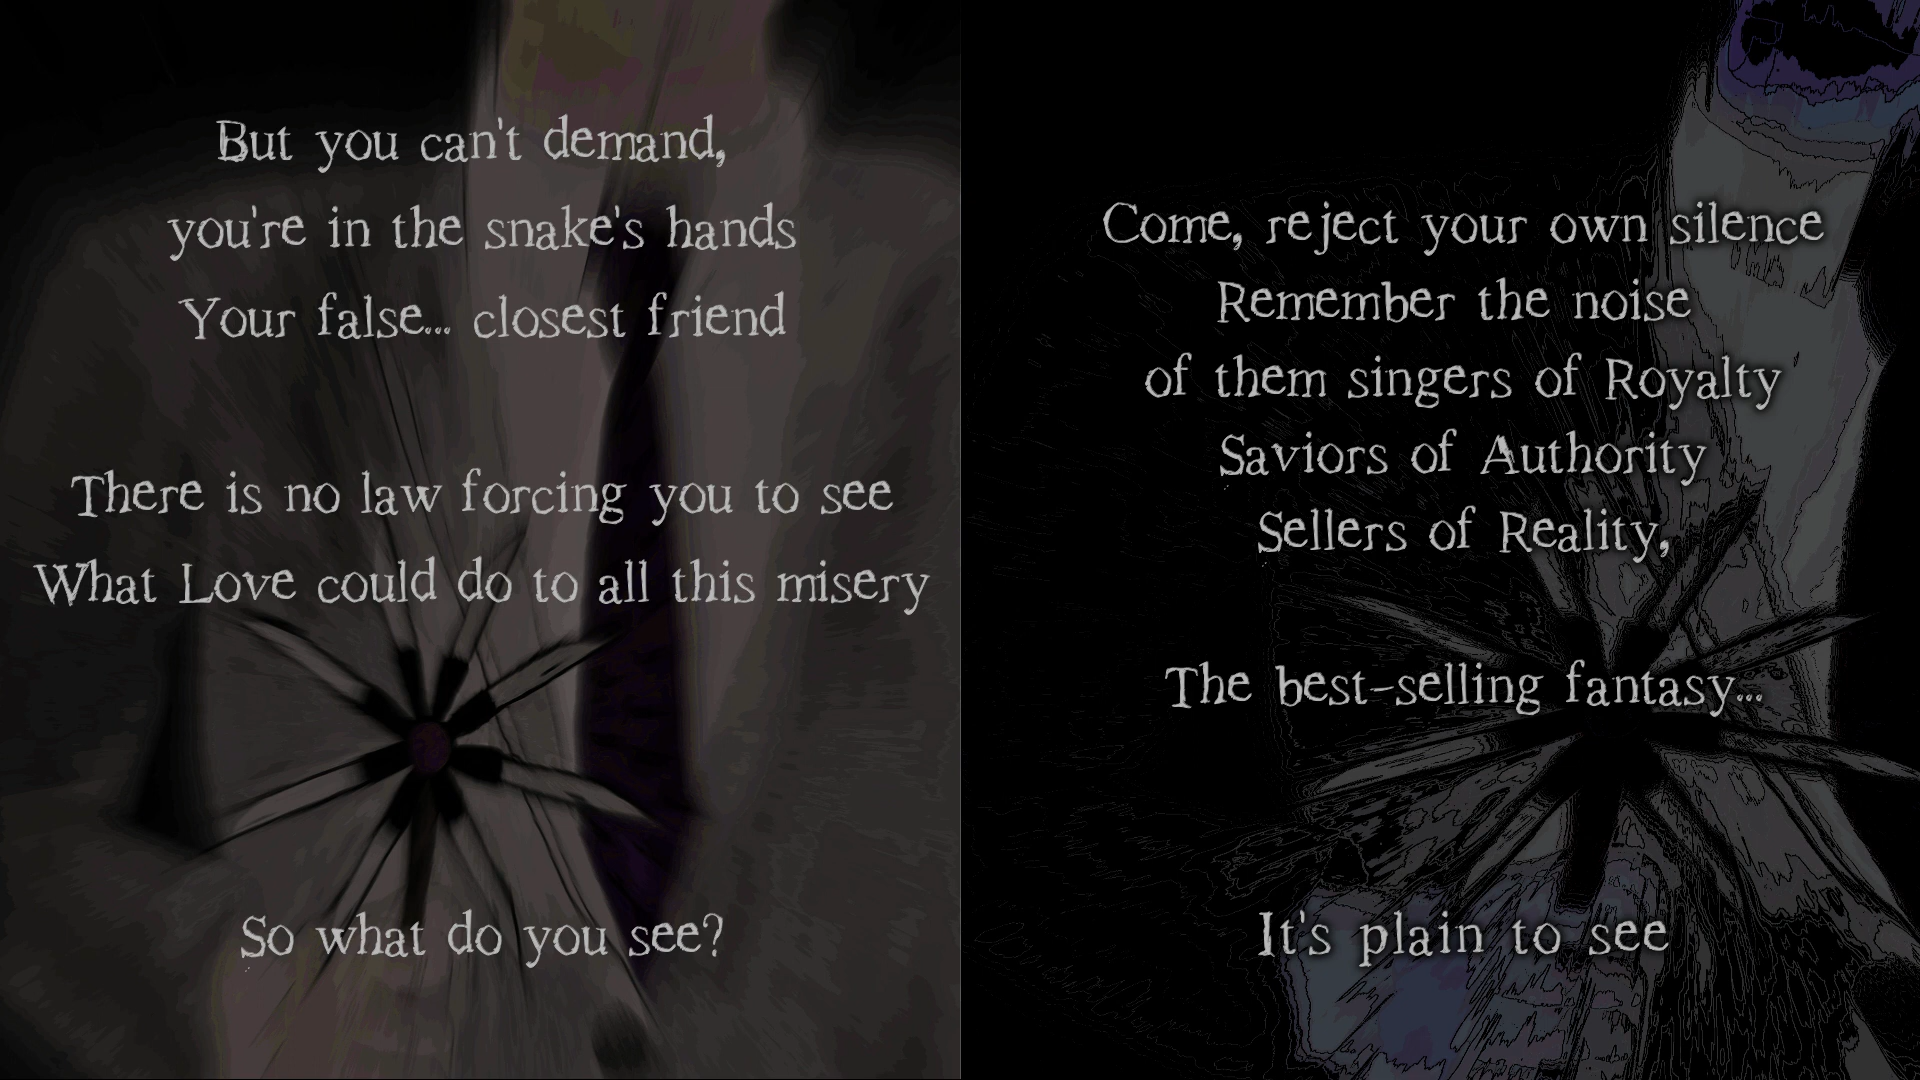 But you can't demand,
you're in the snake's hands
Your false... closest friend
There is no law forcing you to see
What Love could do to all this misery
So what do you see?
Come, reject your own silence
Remember the noise
of them singers of Royalty
Saviors of Authority
Sellers of Reality,
The best-selling fantasy...
It's plain to see